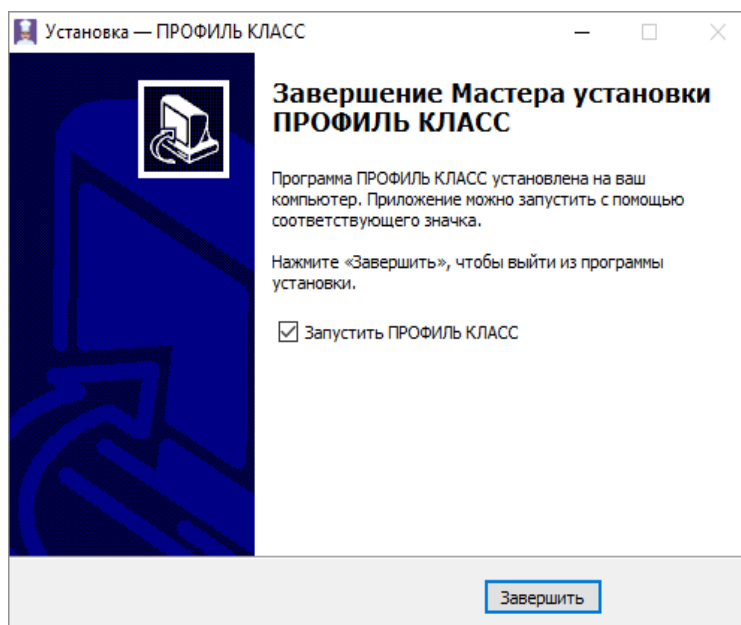 Установка — ПРОФИЛЬ КЛАСС
Завершение Мастера установки
ПРОФИЛЬ КЛАСС
Программа ПРОФИЛЬ КЛАСС установлена на ваш
компьютер. Приложение можно запустить с помощью
соответствующего значка.
Нажмите «Завершить», чтобы выйти из программы
установки.
Запустить ПРОФИЛЬ КЛАСС
Завершить